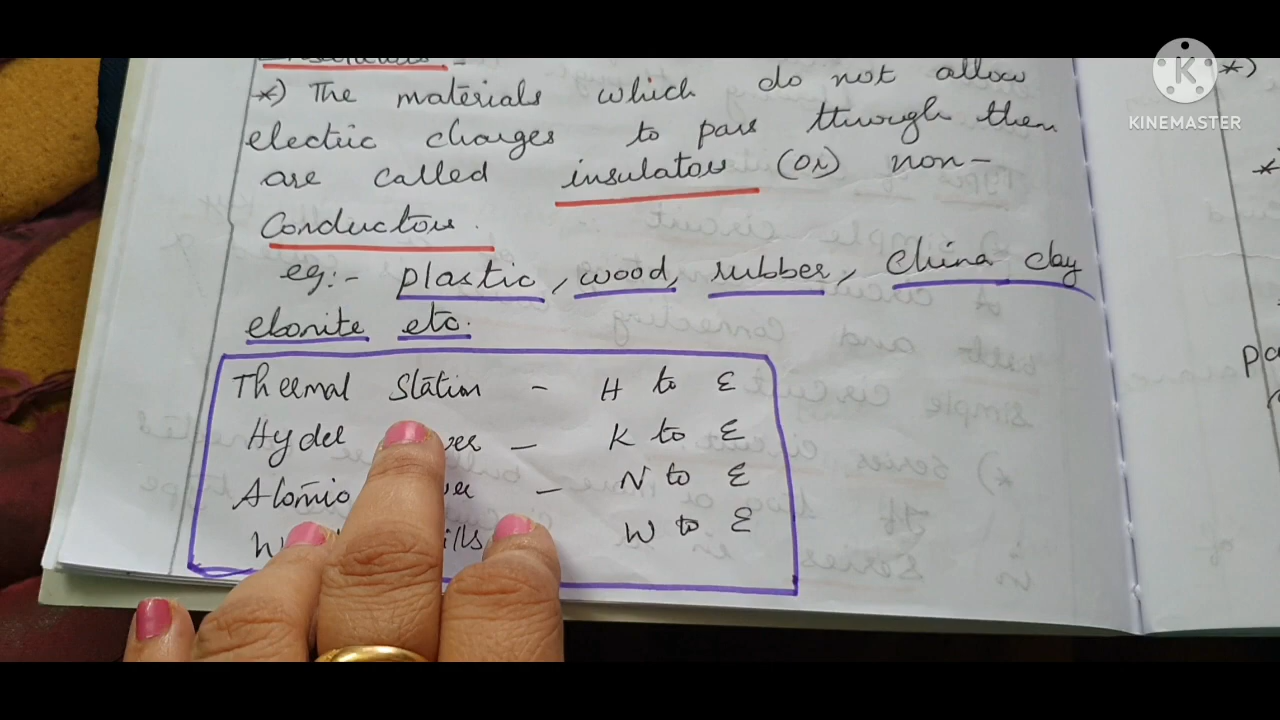 *) The materials which do not allow
electric charges to pass through them
are called insulators (OR) non-
Conductors.
eg:- plastic, wood, rubber, China clay
ebonite etc.
Thermal Station - H to E
Hydel - K to E
Atomic - N to E
W to E
K
KINEMASTER
*)